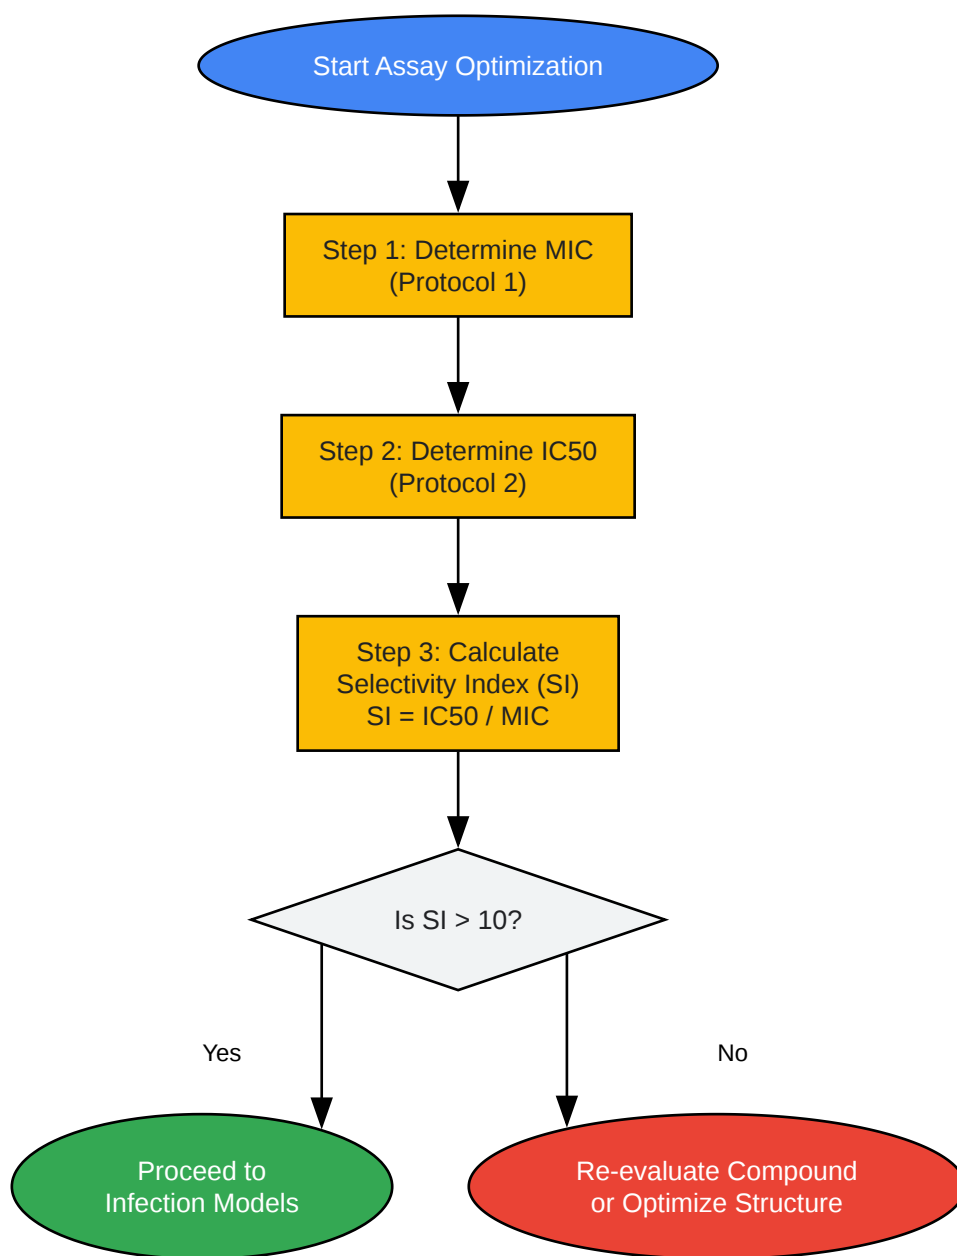 Start Assay Optimization
Step 1: Determine MIC
(Protocol 1)
Step 2: Determine IC50
(Protocol 2)
Step 3: Calculate
Selectivity Index (SI)
SI = IC50 / MIC
Is SI > 10?
Yes
No
Proceed to
Infection Models
Re-evaluate Compound
or Optimize Structure